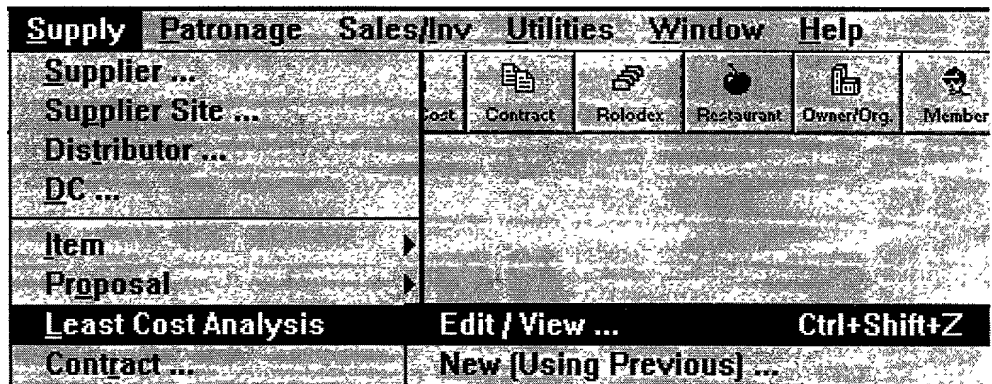 Supply Patronage Sales/Inv Utilities Window Help
Supplier ...
Supplier Site ...
Cost Contract Rolodex Restaurant Owner/Org. Member
Distributor ...
DC ...
Item
Proposal
Least Cost Analysis Edit / View ... Ctrl+Shift+Z
Contract ... New (Using Previous) ...